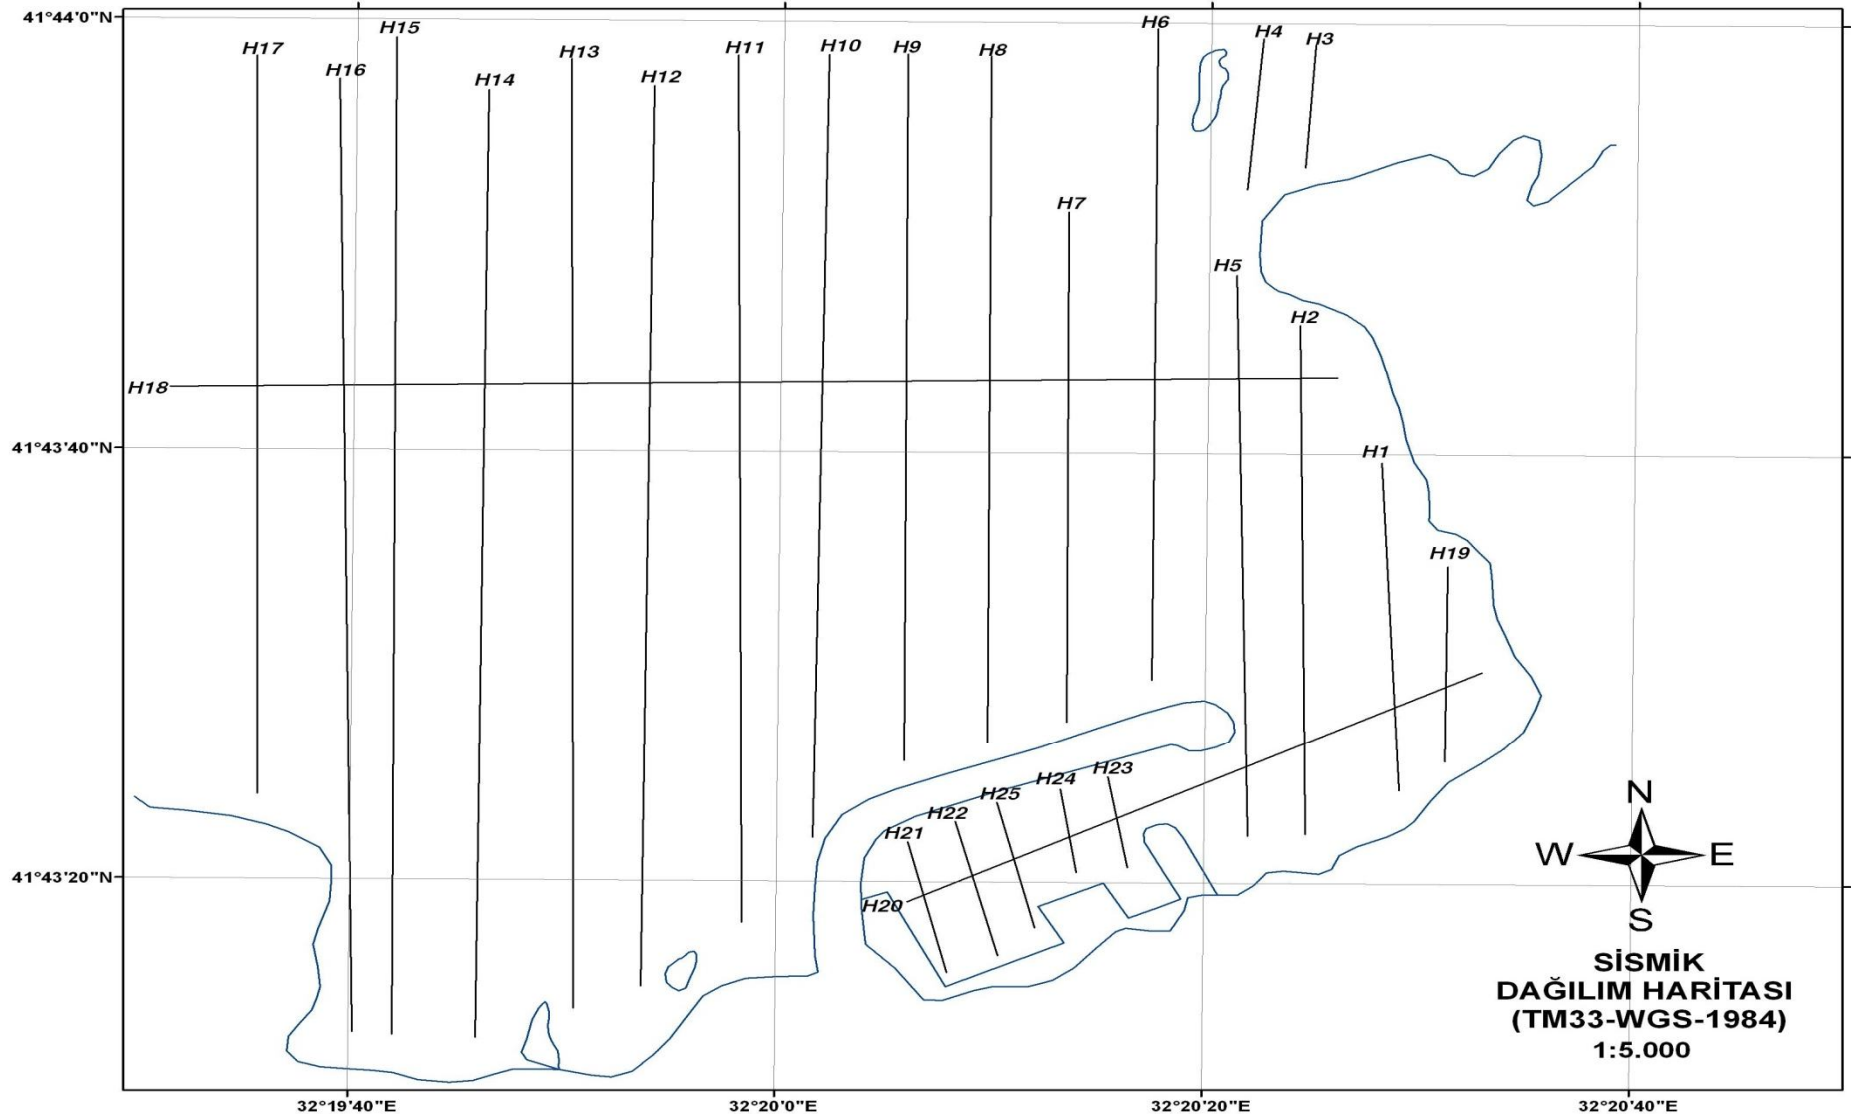 41°44'0"N
H17
H16
H15
H14
H13
H12
H11
H10
H9
H8
H6
H4
H3
H7
H5
H2
H18
41°43'40"N
H1
H19
H23
H24
H25
H22
H21
H20
41°43'20"N
N
W
E
S
SİSMİK
DAĞILIM HARİTASI
(TM33-WGS-1984)
1:5.000
32°19'40"E
32°20'0"E
32°20'20"E
32°20'40"E